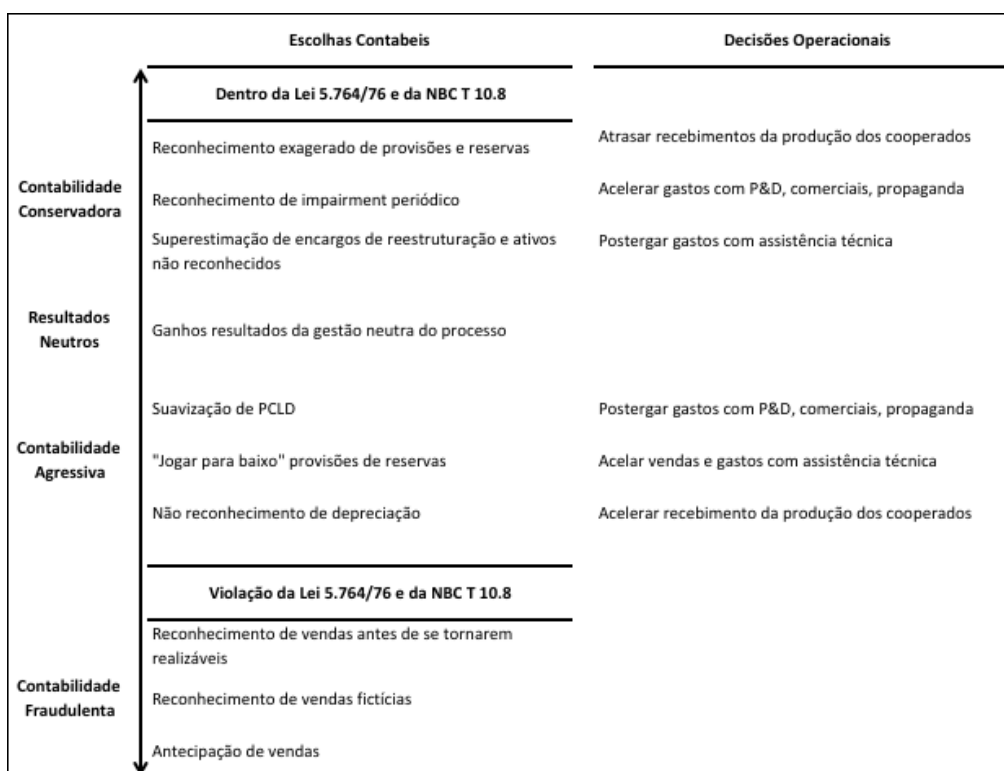 Escolhas Contabeis
Decisões Operacionais
Dentro da Lei 5.764/76 e da NBC T 10.8
Contabilidade
Conservadora
Reconhecimento exagerado de provisões e reservas
Atrasar recebimentos da produção dos cooperados
Reconhecimento de impairment periódico
Acelerar gastos com P&D, comerciais, propaganda
Superestimação de encargos de reestruturação e ativos
não reconhecidos
Postergar gastos com assistência técnica
Resultados
Neutros
Ganhos resultados da gestão neutra do processo
Contabilidade
Agressiva
Suavização de PCLD
Postergar gastos com P&D, comerciais, propaganda
"Jogar para baixo" provisões de reservas
Acelar vendas e gastos com assistência técnica
Não reconhecimento de depreciação
Acelerar recebimento da produção dos cooperados
Violação da Lei 5.764/76 e da NBC T 10.8
Contabilidade
Fraudulenta
Reconhecimento de vendas antes de se tornarem
realizáveis
Reconhecimento de vendas fictícias
Antecipação de vendas